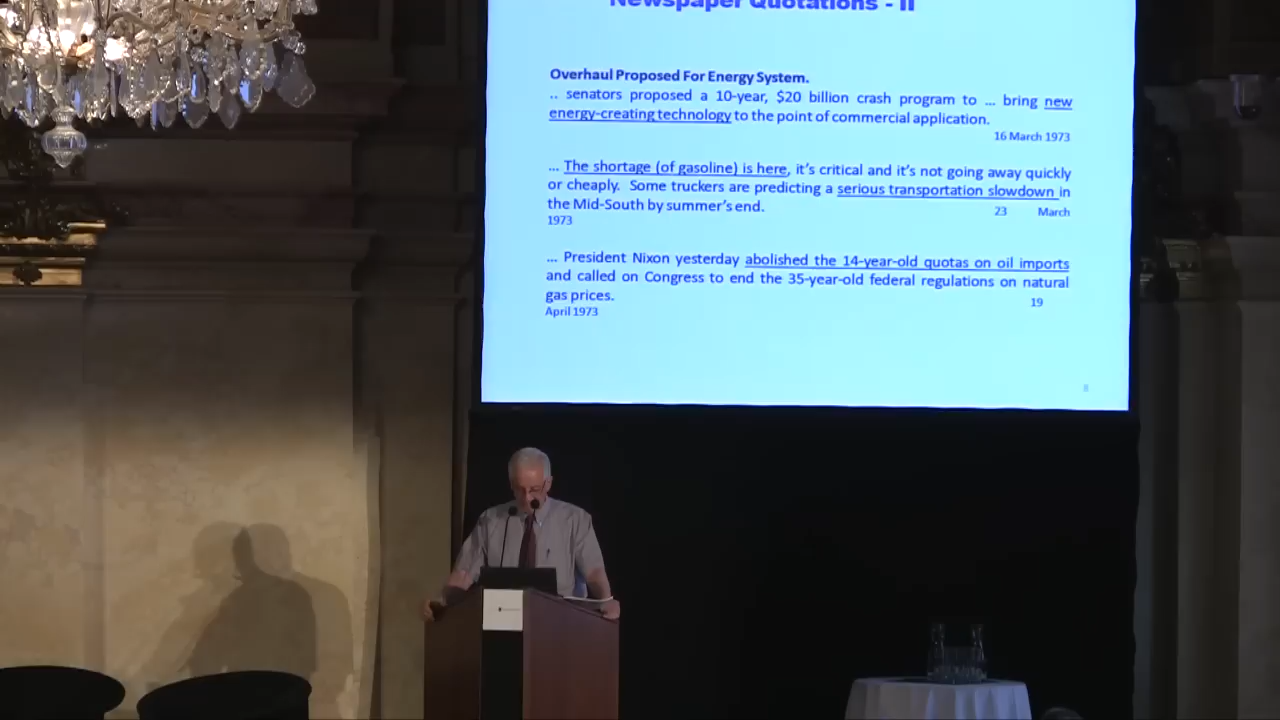 Newspaper Quotations - II
Overhaul Proposed For Energy System.
.. senators proposed a 10-year, $20 billion crash program to ... bring new
energy-creating technology to the point of commercial application.
16 March 1973
... The shortage (of gasoline) is here, it's critical and it's not going away quickly
or cheaply. Some truckers are predicting a serious transportation slowdown in
the Mid-South by summer's end. 23 March
1973
... President Nixon yesterday abolished the 14-year-old quotas on oil imports
and called on Congress to end the 35-year-old federal regulations on natural
gas prices. 19
April 1973
8